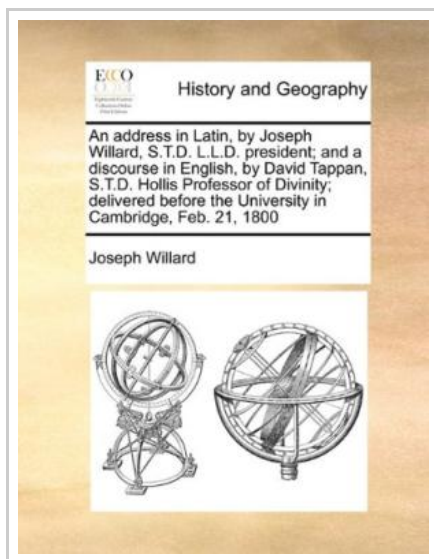 ECCO
History and Geography
An address in Latin, by Joseph
Willard, S.T.D. L.L.D. president; and a
discourse in English, by David Tappan,
S.T.D. Hollis Professor of Divinity;
delivered before the University in
Cambridge, Feb. 21, 1800
Joseph Willard